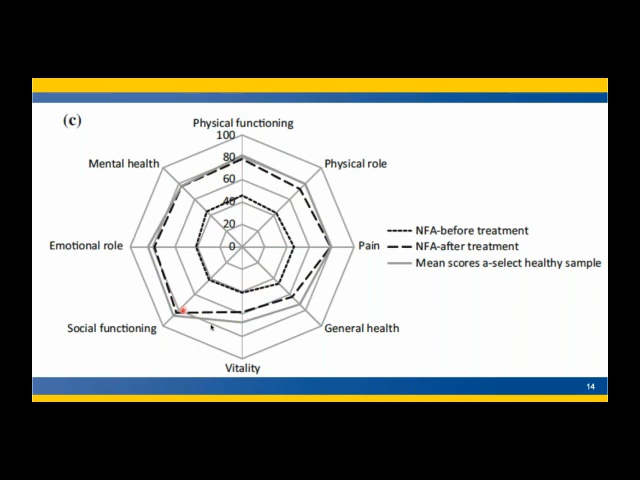 (c)
Physical functioning
100
Mental health
80
Physical role
60
40
20
Emotional role
0
Pain
NFA-before treatment
NFA-after treatment
Mean scores a-select healthy sample
Social functioning
General health
Vitality
14